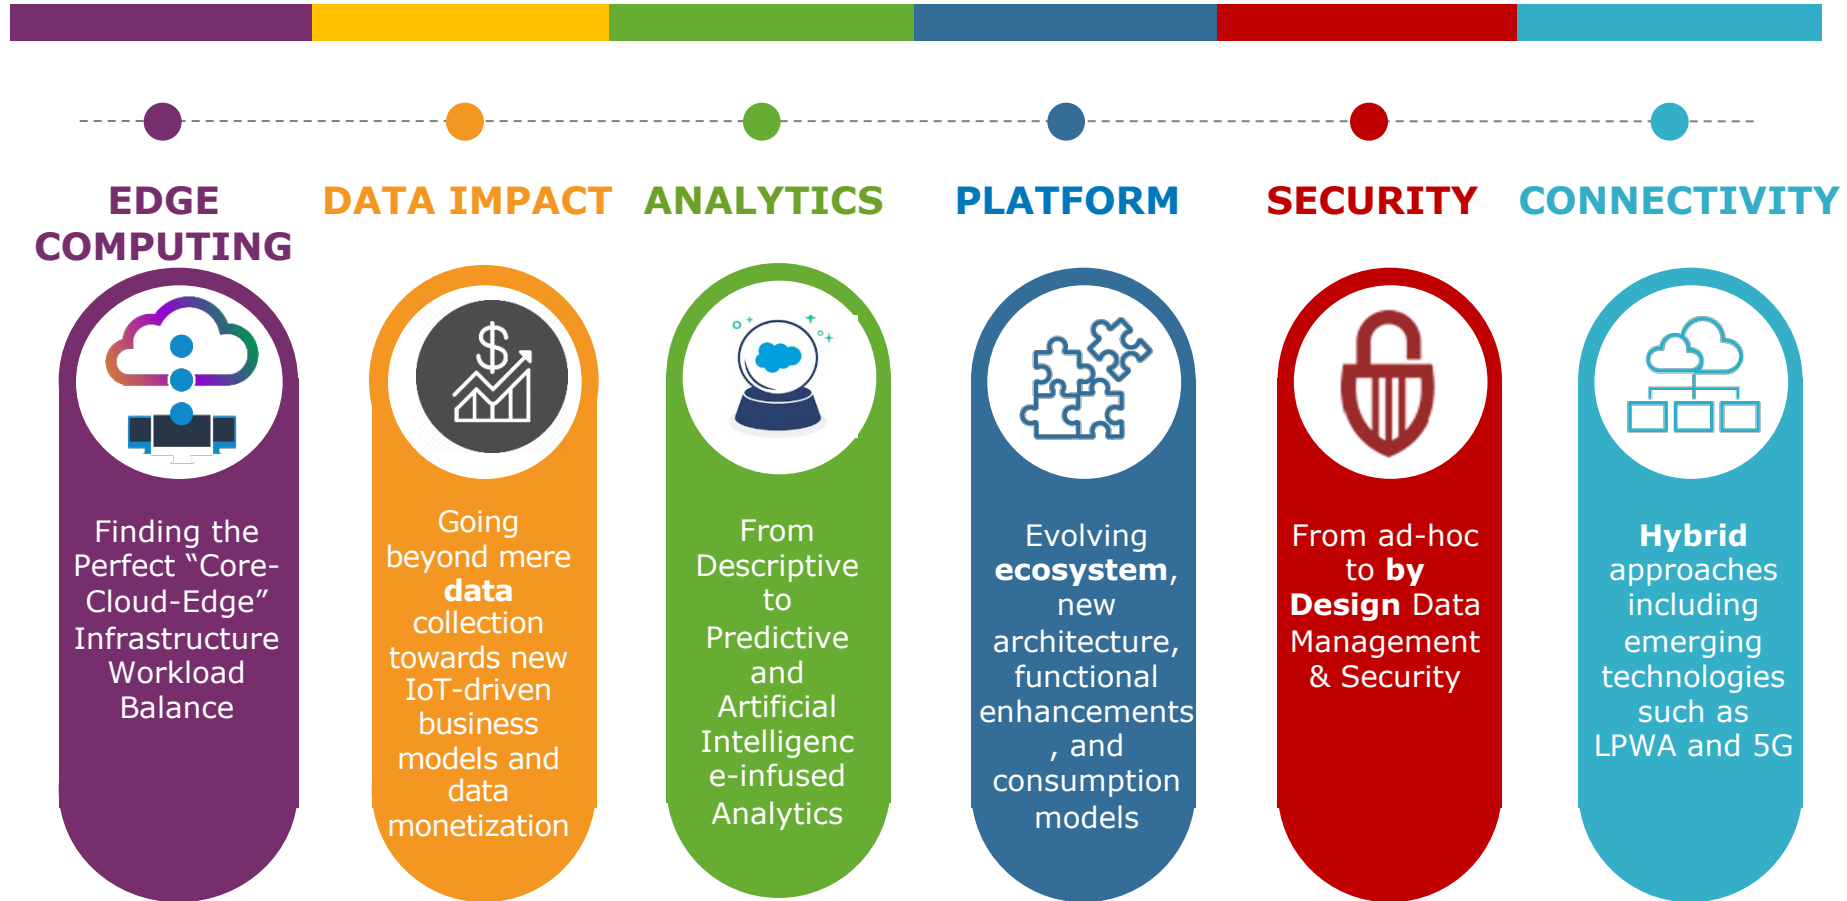 EDGE
COMPUTING
DATA IMPACT
ANALYTICS
PLATFORM
SECURITY
CONNECTIVITY
Finding the
Perfect “Core-
Cloud-Edge”
Infrastructure
Workload
Balance
Going
beyond mere
data
collection
towards new
IoT-driven
business
models and
data
monetization
From
Descriptive
to
Predictive
and
Artificial
Intelligenc
e-infused
Analytics
Evolving
ecosystem,
new
architecture,
functional
enhancements
, and
consumption
models
From ad-hoc
to by
Design Data
Management
& Security
Hybrid
approaches
including
emerging
technologies
such as
LPWA and 5G